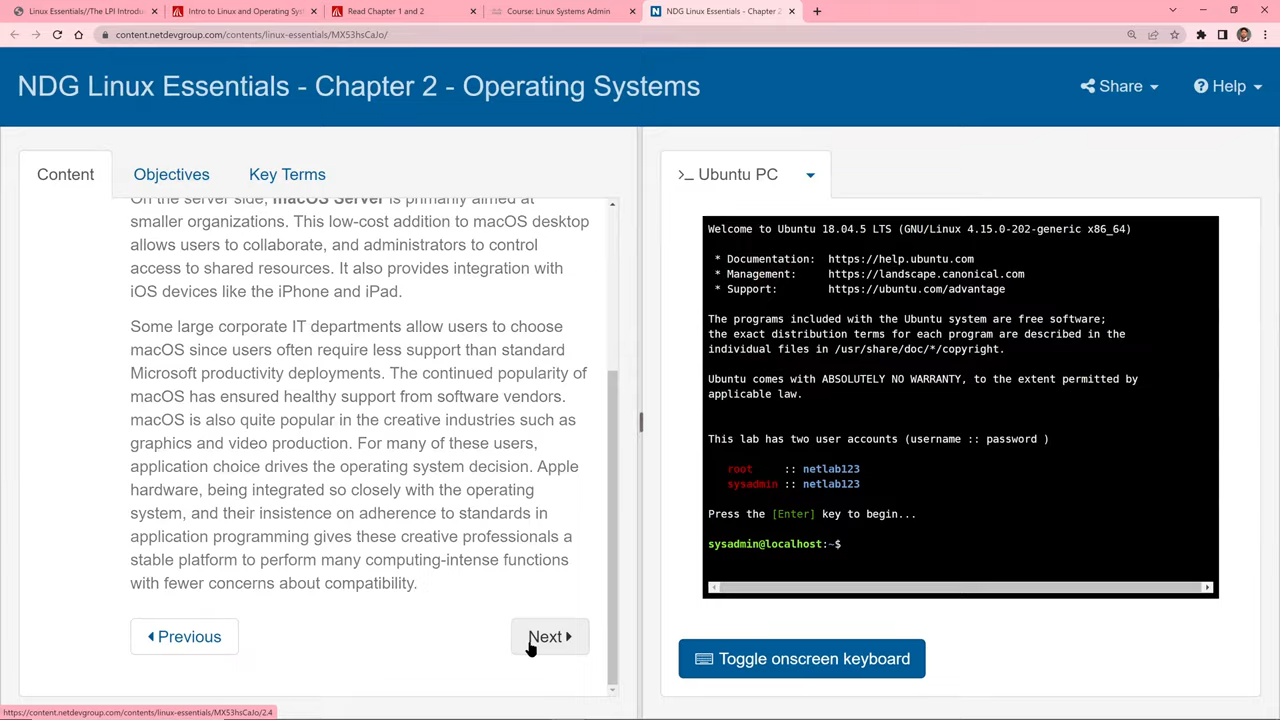 Linux Essentials//The LPI Introdu
Intro to Linux and Operating Sys
Read Chapter 1 and 2
Course: Linux Systems Admin
NDG Linux Essentials - Chapter 2
content.netdevgroup.com/contents/linux-essentials/MX53hsCaJo/
NDG Linux Essentials - Chapter 2 - Operating Systems
Share
Help
Content
Objectives
Key Terms
On the server side, macOS Server is primarily aimed at
smaller organizations. This low-cost addition to macOS desktop
allows users to collaborate, and administrators to control
access to shared resources. It also provides integration with
iOS devices like the iPhone and iPad.
Some large corporate IT departments allow users to choose
macOS since users often require less support than standard
Microsoft productivity deployments. The continued popularity of
macOS has ensured healthy support from software vendors.
macOS is also quite popular in the creative industries such as
graphics and video production. For many of these users,
application choice drives the operating system decision. Apple
hardware, being integrated so closely with the operating
system, and their insistence on adherence to standards in
application programming gives these creative professionals a
stable platform to perform many computing-intense functions
with fewer concerns about compatibility.
Previous
Next
https://content.netdevgroup.com/contents/linux-essentials/MX53hsCaJo/2.4
>_ Ubuntu PC
Welcome to Ubuntu 18.04.5 LTS (GNU/Linux 4.15.0-202-generic x86_64)
* Documentation: https://help.ubuntu.com
* Management: https://landscape.canonical.com
* Support: https://ubuntu.com/advantage
The programs included with the Ubuntu system are free software;
the exact distribution terms for each program are described in the
individual files in /usr/share/doc/*/copyright.
Ubuntu comes with ABSOLUTELY NO WARRANTY, to the extent permitted by
applicable law.
This lab has two user accounts (username :: password )
root :: netlab123
sysadmin :: netlab123
Press the [Enter] key to begin...
sysadmin@localhost:~$
Toggle onscreen keyboard